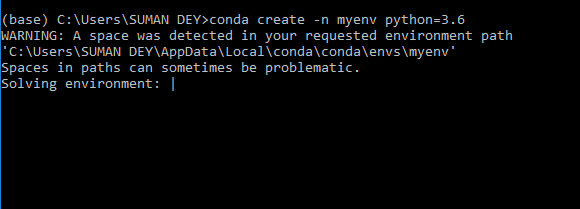 (base) C:\Users\SUMAN DEY>conda create -n myenv python=3.6
WARNING: A space was detected in your requested environment path
'C:\Users\SUMAN DEY\AppData\Local\conda\conda\envs\myenv'
Spaces in paths can sometimes be problematic.
Solving environment: |